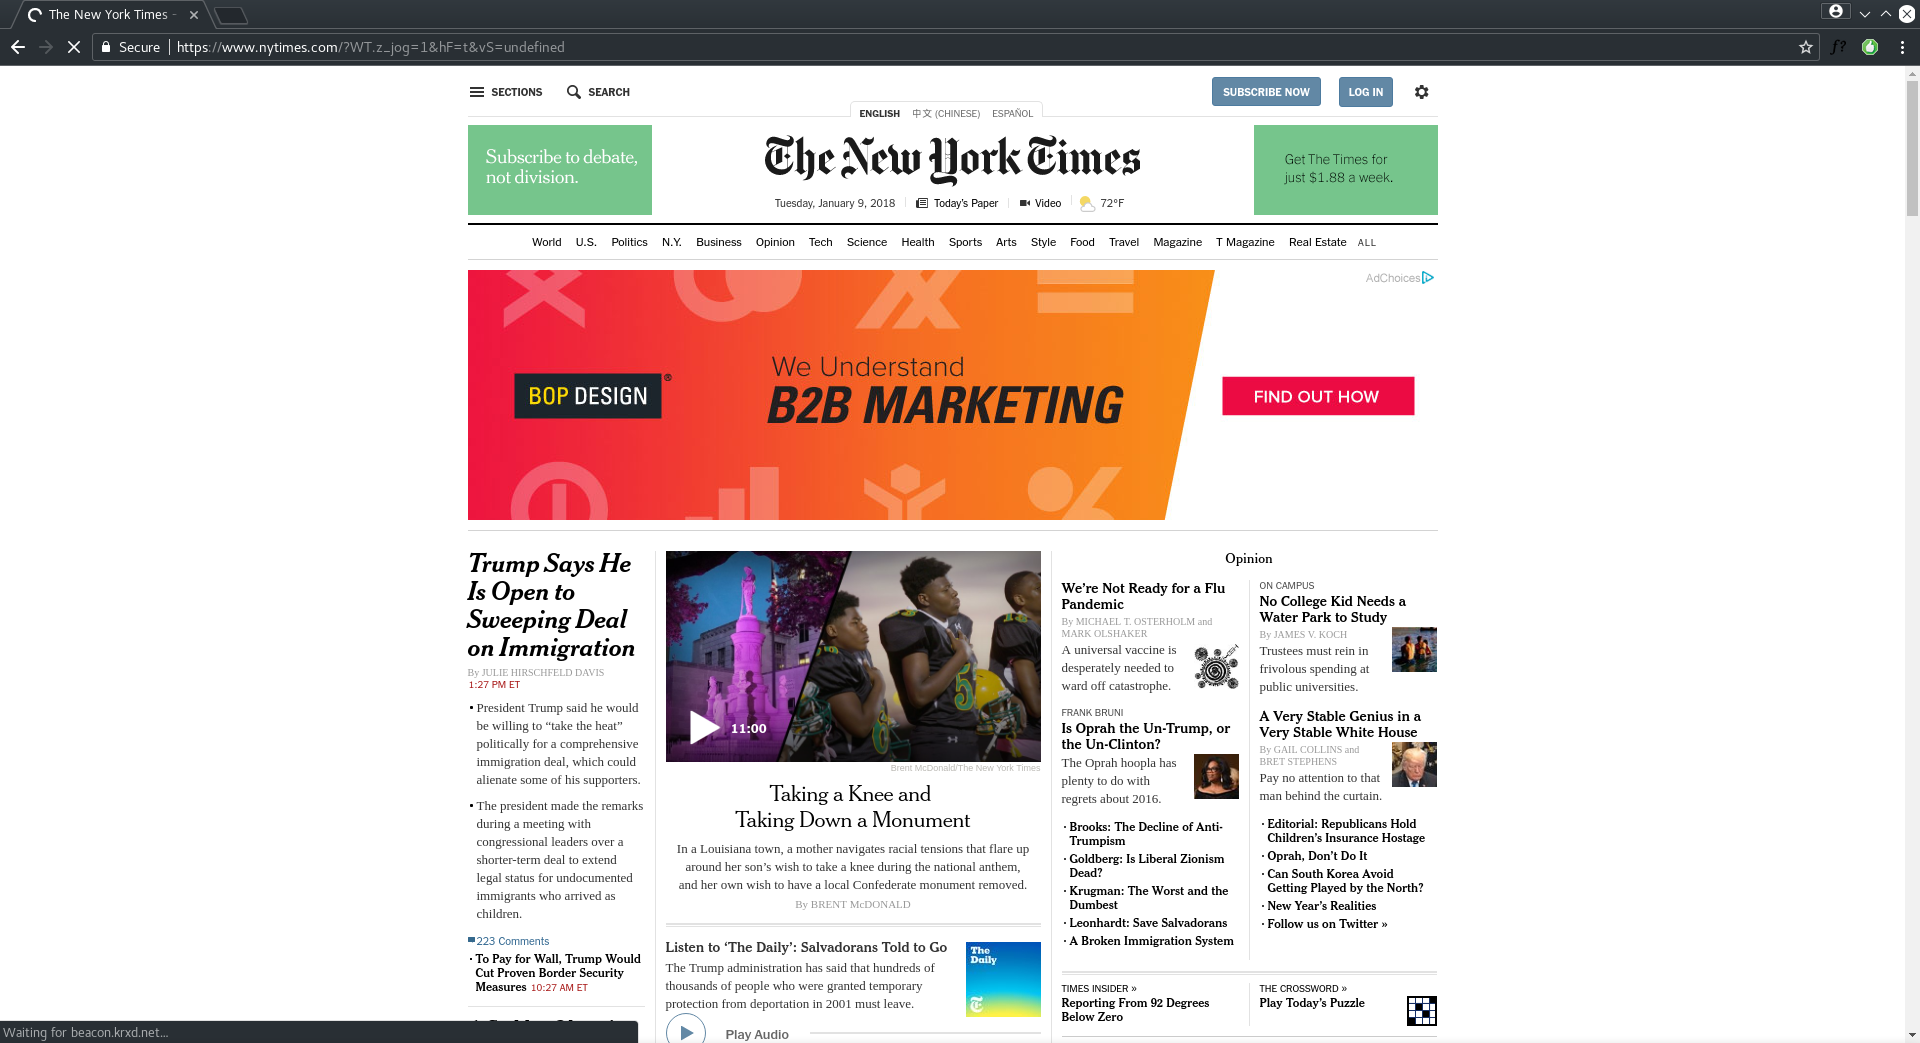 The New York Times -
Secure
https://www.nytimes.com/?WT.z_jog=1&hF=t&vS=undefined
f?
SECTIONS
SEARCH
SUBSCRIBE NOW
LOG IN
ENGLISH
中文 (CHINESE)
ESPAÑOL
Subscribe to debate,
not division.
The New York Times
Get The Times for
just $1.88 a week.
Tuesday, January 9, 2018
Today's Paper
Video
72°F
World U.S. Politics N.Y. Business Opinion Tech Science Health Sports Arts Style Food Travel Magazine T Magazine Real Estate ALL
AdChoices
BOP DESIGN®
We Understand
B2B MARKETING
FIND OUT HOW
Trump Says He
Is Open to
Sweeping Deal
on Immigration
By JULIE HIRSCHFELD DAVIS
1:27 PM ET
• President Trump said he would
be willing to “take the heat”
politically for a comprehensive
immigration deal, which could
alienate some of his supporters.
• The president made the remarks
during a meeting with
congressional leaders over a
shorter-term deal to extend
legal status for undocumented
immigrants who arrived as
children.
223 Comments
· To Pay for Wall, Trump Would
Cut Proven Border Security
Measures 10:27 AM ET
11:00
Brent McDonald/The New York Times
Taking a Knee and
Taking Down a Monument
In a Louisiana town, a mother navigates racial tensions that flare up
around her son’s wish to take a knee during the national anthem,
and her own wish to have a local Confederate monument removed.
By BRENT McDONALD
Listen to ‘The Daily’: Salvadorans Told to Go
The Trump administration has said that hundreds of
thousands of people who were granted temporary
protection from deportation in 2001 must leave.
The
Daily
T
Play Audio
Opinion
We’re Not Ready for a Flu
Pandemic
By MICHAEL T. OSTERHOLM and
MARK OLSHAKER
A universal vaccine is
desperately needed to
ward off catastrophe.
FRANK BRUNI
Is Oprah the Un-Trump, or
the Un-Clinton?
The Oprah hoopla has
plenty to do with
regrets about 2016.
· Brooks: The Decline of Anti-
Trumpism
· Goldberg: Is Liberal Zionism
Dead?
· Krugman: The Worst and the
Dumbest
· Leonhardt: Save Salvadorans
· A Broken Immigration System
ON CAMPUS
No College Kid Needs a
Water Park to Study
By JAMES V. KOCH
Trustees must rein in
frivolous spending at
public universities.
A Very Stable Genius in a
Very Stable White House
By GAIL COLLINS and
BRET STEPHENS
Pay no attention to that
man behind the curtain.
· Editorial: Republicans Hold
Children’s Insurance Hostage
· Oprah, Don’t Do It
· Can South Korea Avoid
Getting Played by the North?
· New Year’s Realities
· Follow us on Twitter »
TIMES INSIDER »
Reporting From 92 Degrees
Below Zero
THE CROSSWORD »
Play Today’s Puzzle
Waiting for beacon.krxd.net...